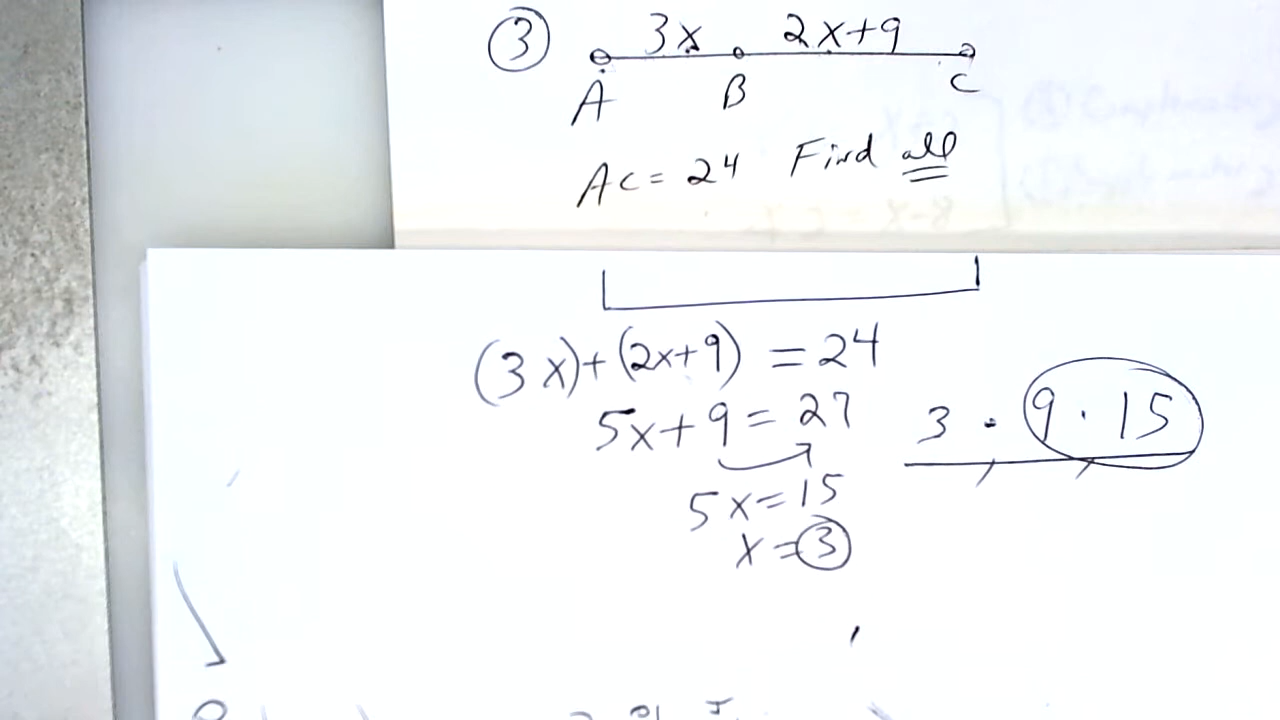 ③ 3x 2x+9
A B C
AC = 24 Find all
(3x)+(2x+9) = 24
5x+9 = 27
5x=15
x=3
3 . 9 . 15